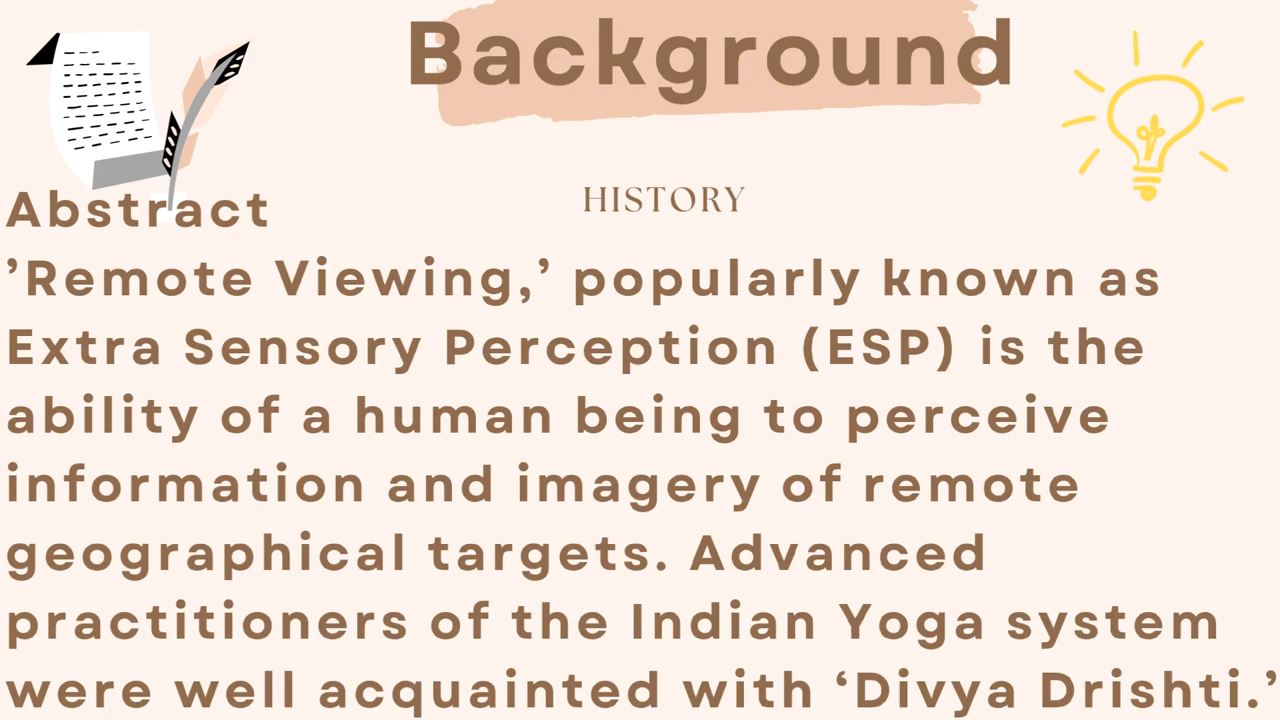 Background
HISTORY
Abstract
’Remote Viewing,’ popularly known as
Extra Sensory Perception (ESP) is the
ability of a human being to perceive
information and imagery of remote
geographical targets. Advanced
practitioners of the Indian Yoga system
were well acquainted with ‘Divya Drishti.’